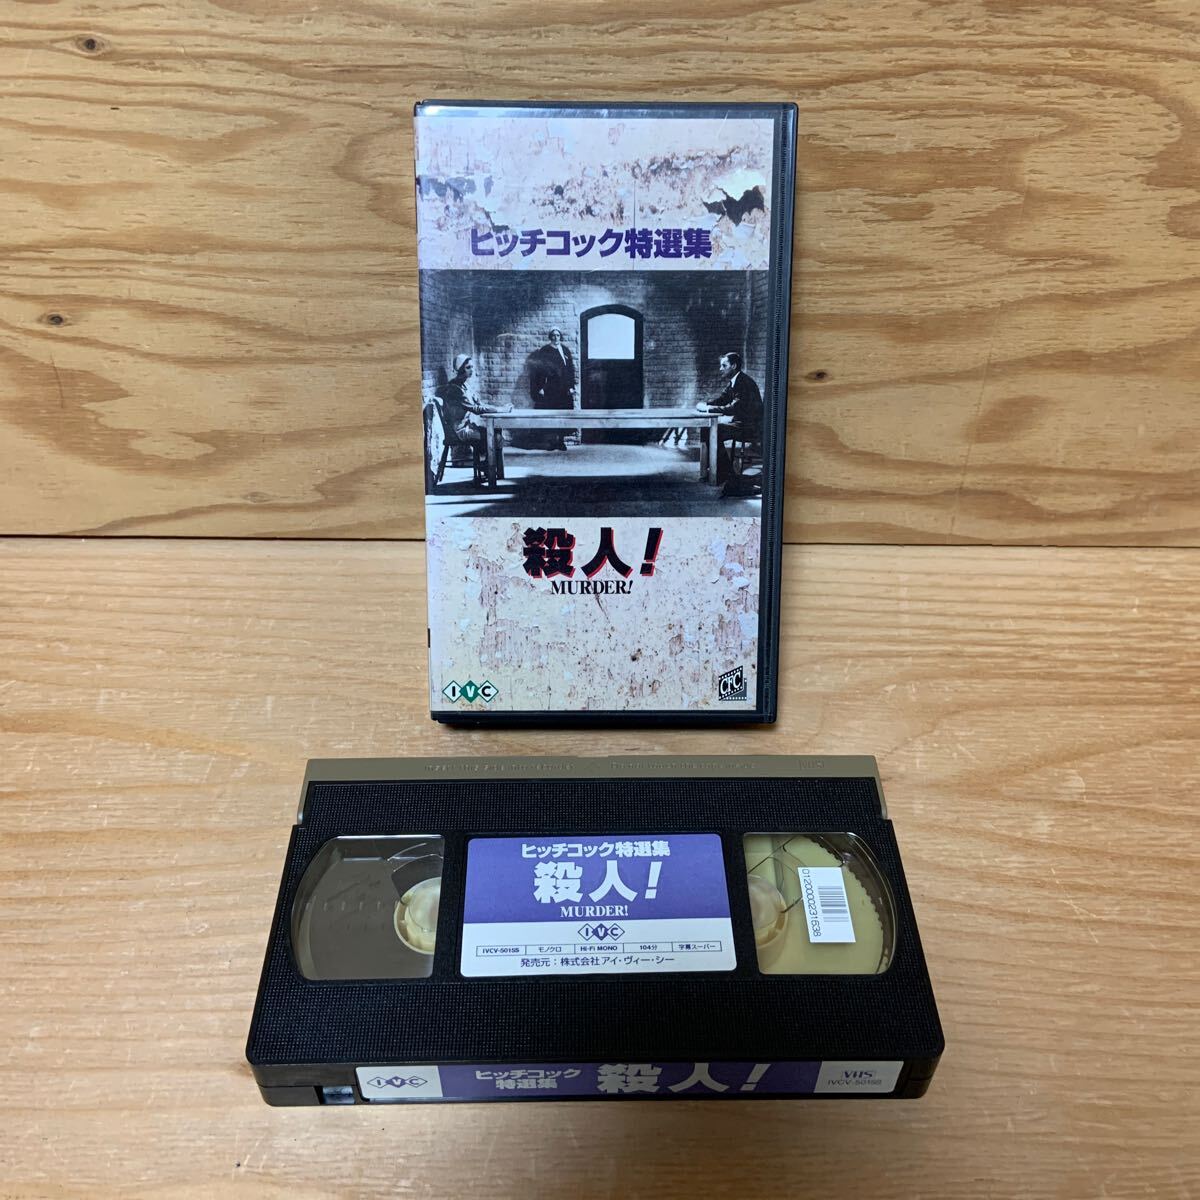 ヒッチコック特選集
殺人!
MURDER!
IVC
CFC
ヒッチコック特選集
殺人!
MURDER!
IVC
IVCV-5015S モノクロ Hi-Fi MONO 104分 字幕スーパー
発売元：株式会社アイ・ヴィー・シー
0120000231638
IVC
ヒッチコック
特選集
殺人!
VHS
IVCV-5015S